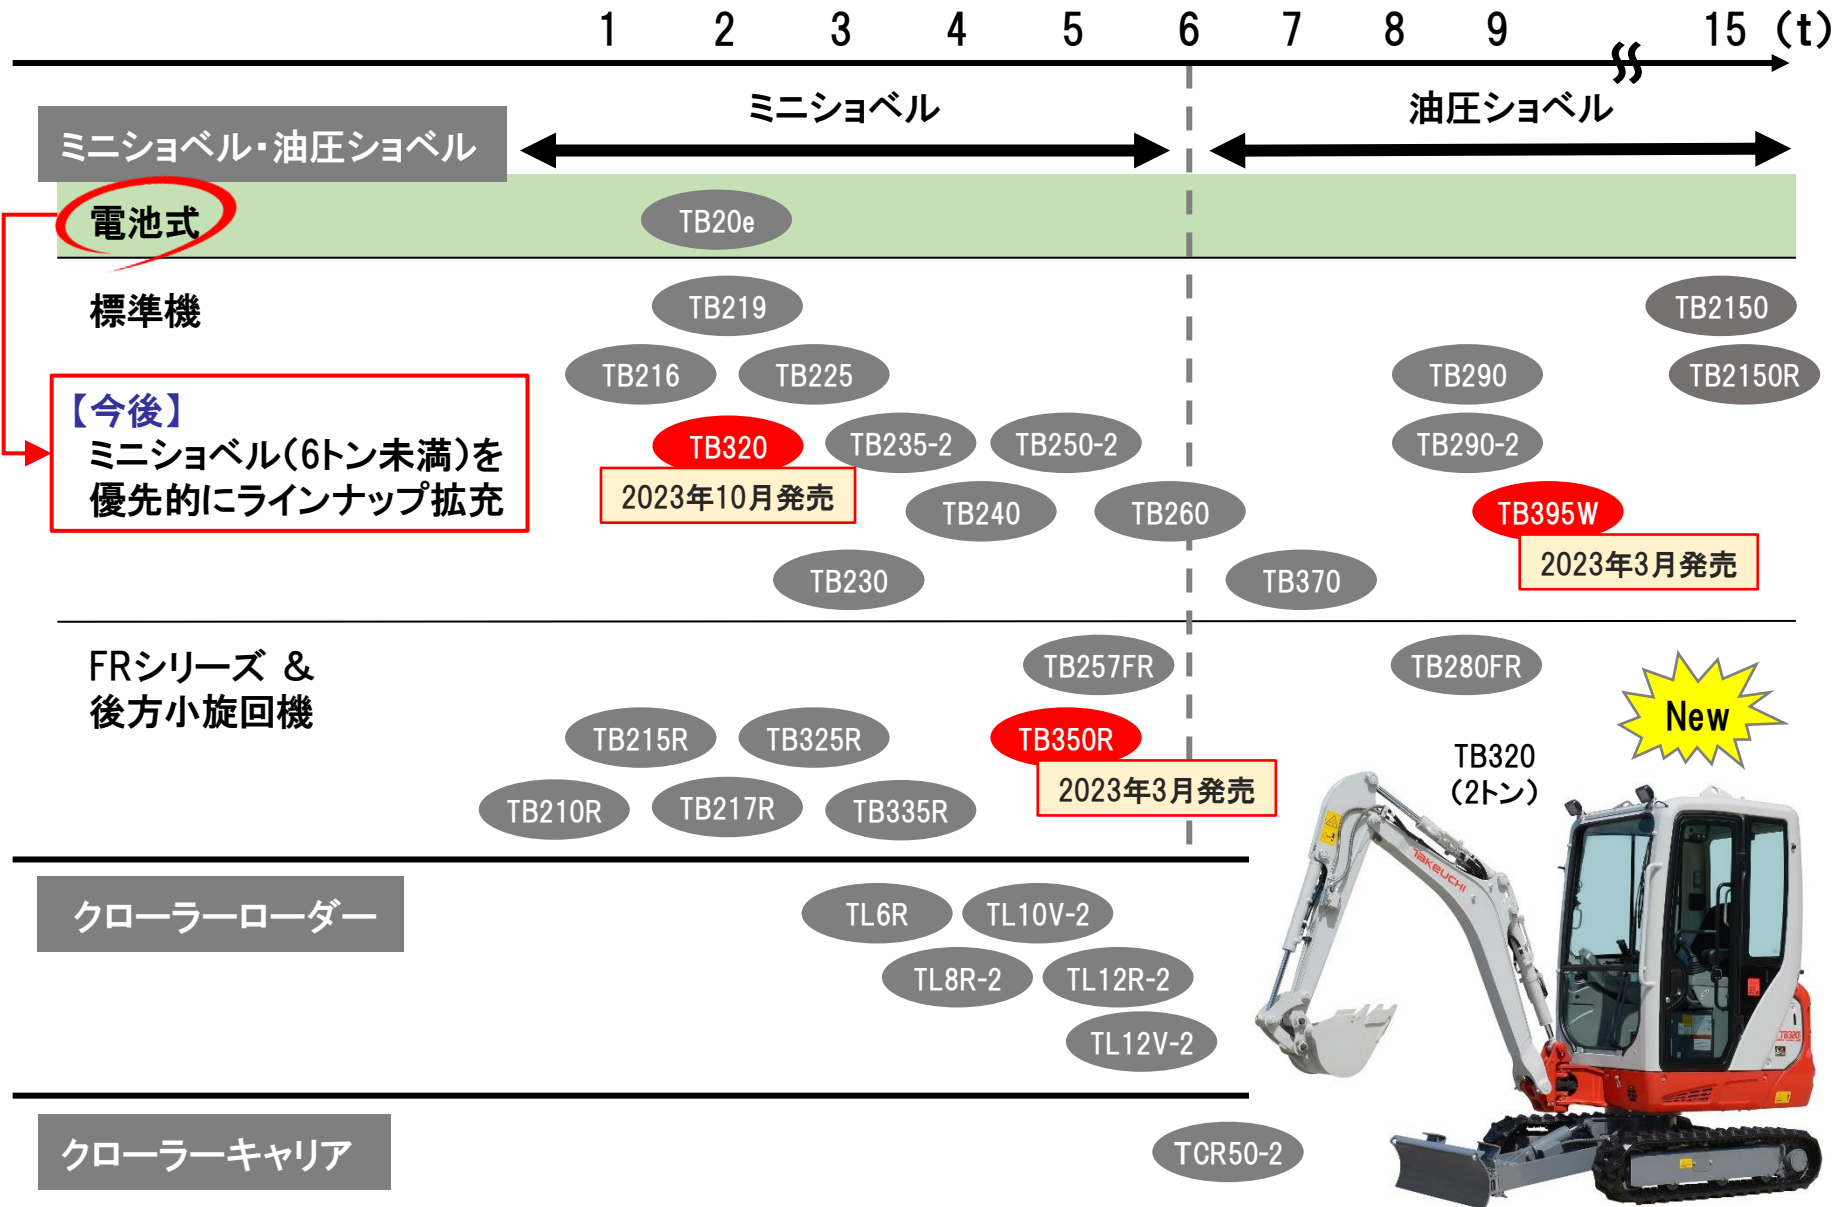 1 2 3 4 5 6 7 8 9 15 (t)
ミニショベル 油圧ショベル
ミニショベル・油圧ショベル
電池式 TB20e
標準機 TB219 TB2150
TB216 TB225 TB290 TB2150R
【今後】
ミニショベル(6トン未満)を
優先的にラインナップ拡充
TB320 TB235-2 TB250-2 TB290-2
2023年10月発売
TB240 TB260 TB395W
2023年3月発売
TB230 TB370
FRシリーズ &
後方小旋回機
TB257FR TB280FR
New
TB215R TB325R TB350R
2023年3月発売
TB320
(2トン)
TB210R TB217R TB335R
TAKEUCHI
クローラーローダー TL6R TL10V-2
TL8R-2 TL12R-2
TL12V-2
TB320
クローラーキャリア TCR50-2